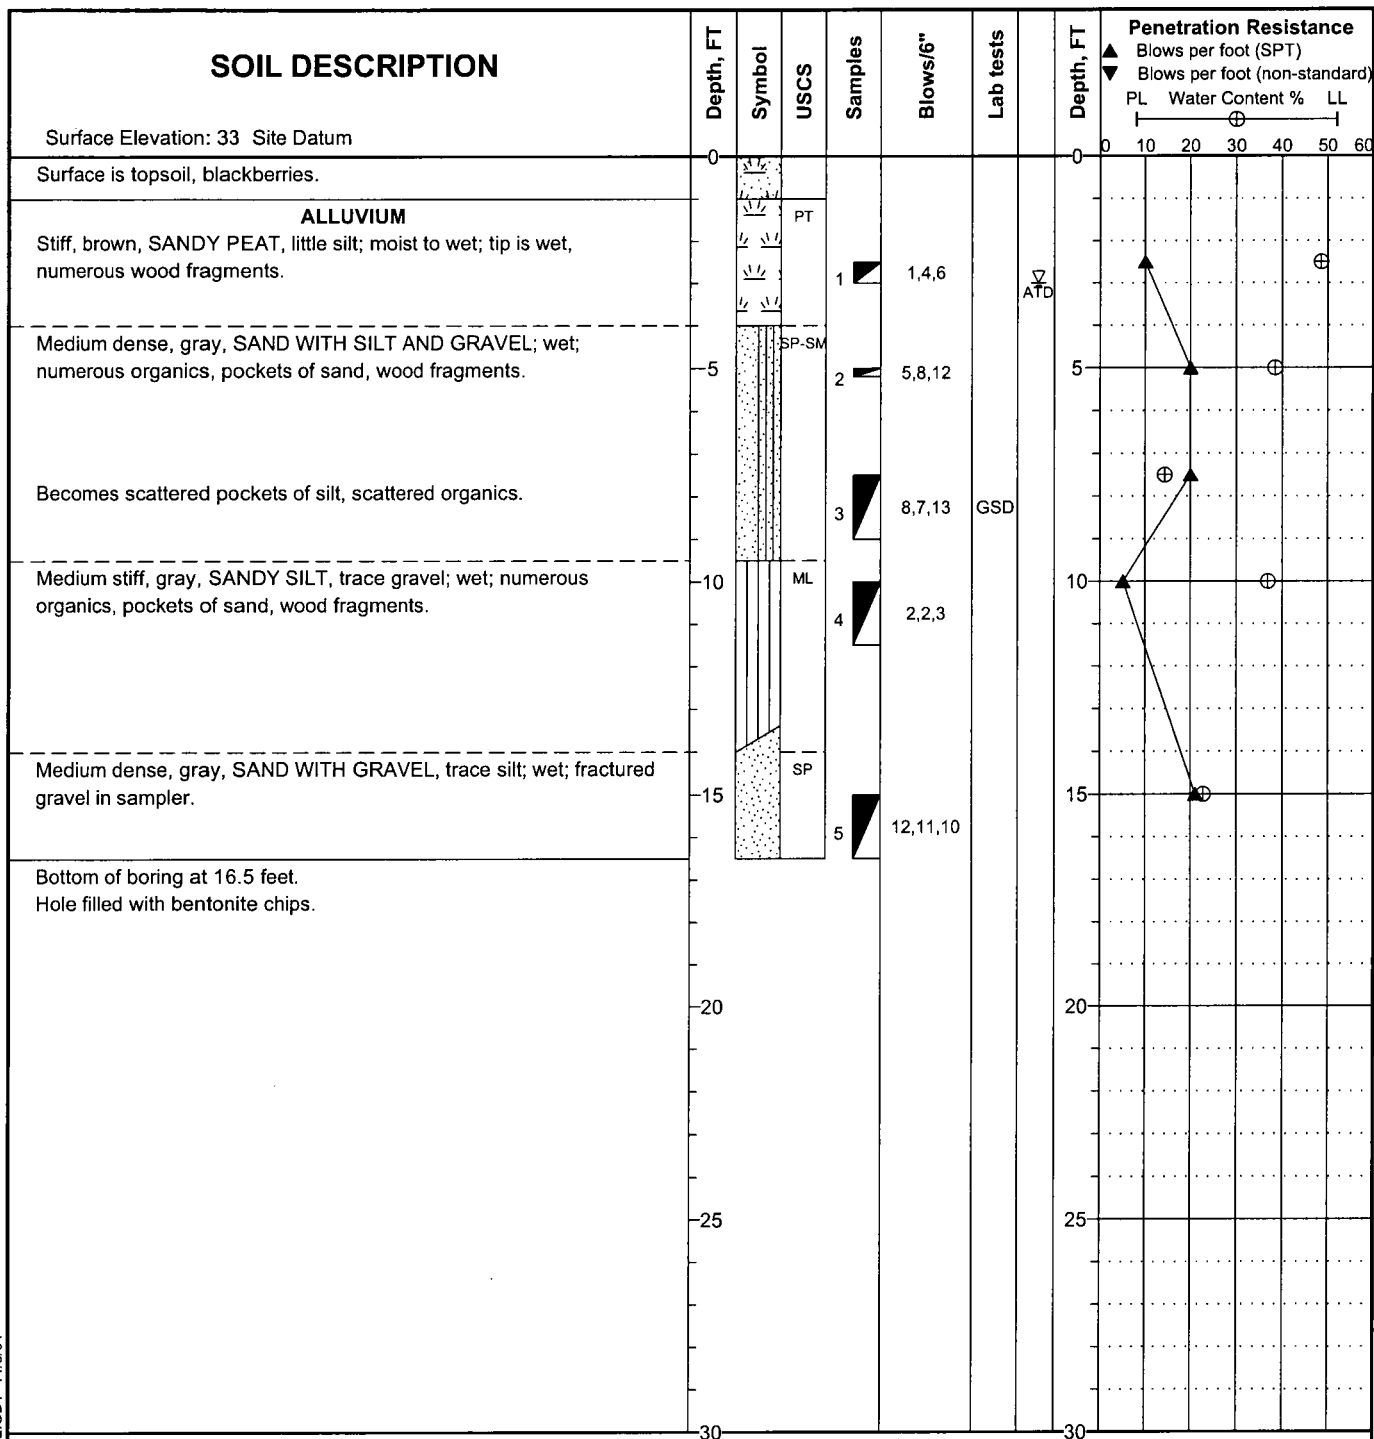 SOIL DESCRIPTION
Surface Elevation: 33 Site Datum
Depth, FT
Symbol
USCS
Samples
Blows/6"
Lab tests
Depth, FT
Penetration Resistance
▲ Blows per foot (SPT)
▼ Blows per foot (non-standard)
PL Water Content % LL
0 10 20 30 40 50 60
0 0
Surface is topsoil, blackberries.
ALLUVIUM
PT
Stiff, brown, SANDY PEAT, little silt; moist to wet; tip is wet,
numerous wood fragments.
1 1,4,6
ATD
Medium dense, gray, SAND WITH SILT AND GRAVEL; wet;
SP-SM
numerous organics, pockets of sand, wood fragments.
5 2 5,8,12 5
Becomes scattered pockets of silt, scattered organics.
3 8,7,13 GSD
Medium stiff, gray, SANDY SILT, trace gravel; wet; numerous
10 ML 10
organics, pockets of sand, wood fragments.
4 2,2,3
Medium dense, gray, SAND WITH GRAVEL, trace silt; wet; fractured
SP
gravel in sampler.
15 15
5 12,11,10
Bottom of boring at 16.5 feet.
Hole filled with bentonite chips.
20 20
25 25
30 30